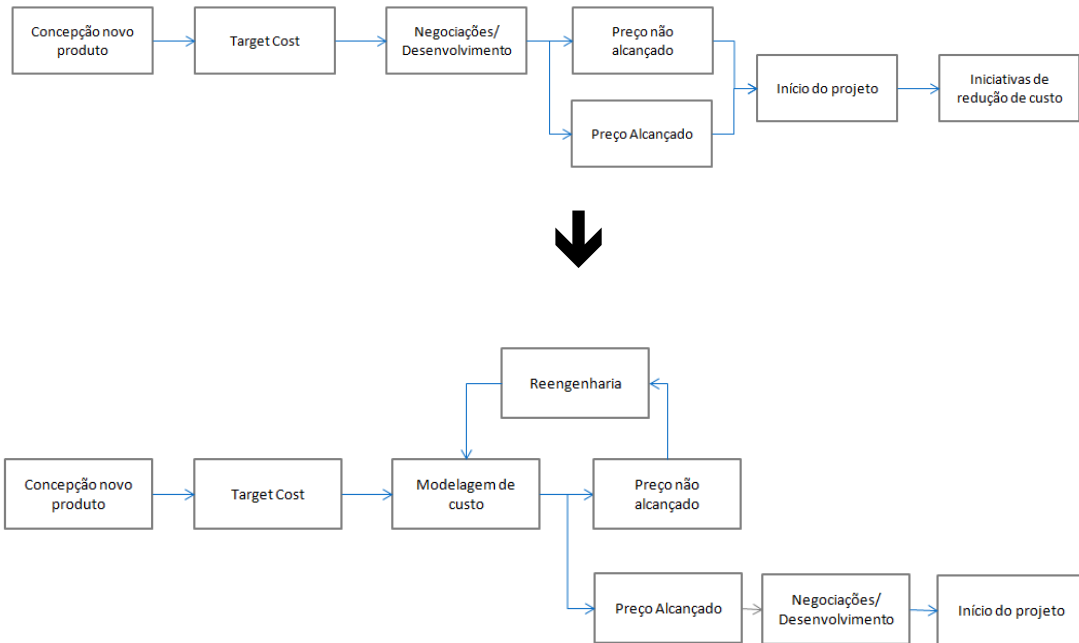 Concepção novo
produto
Target Cost
Negociações/
Desenvolvimento
Preço não
alcançado
Preço Alcançado
Início do projeto
Iniciativas de
redução de custo
Reengenharia
Concepção novo
produto
Target Cost
Modelagem de
custo
Preço não
alcançado
Preço Alcançado
Negociações/
Desenvolvimento
Início do projeto